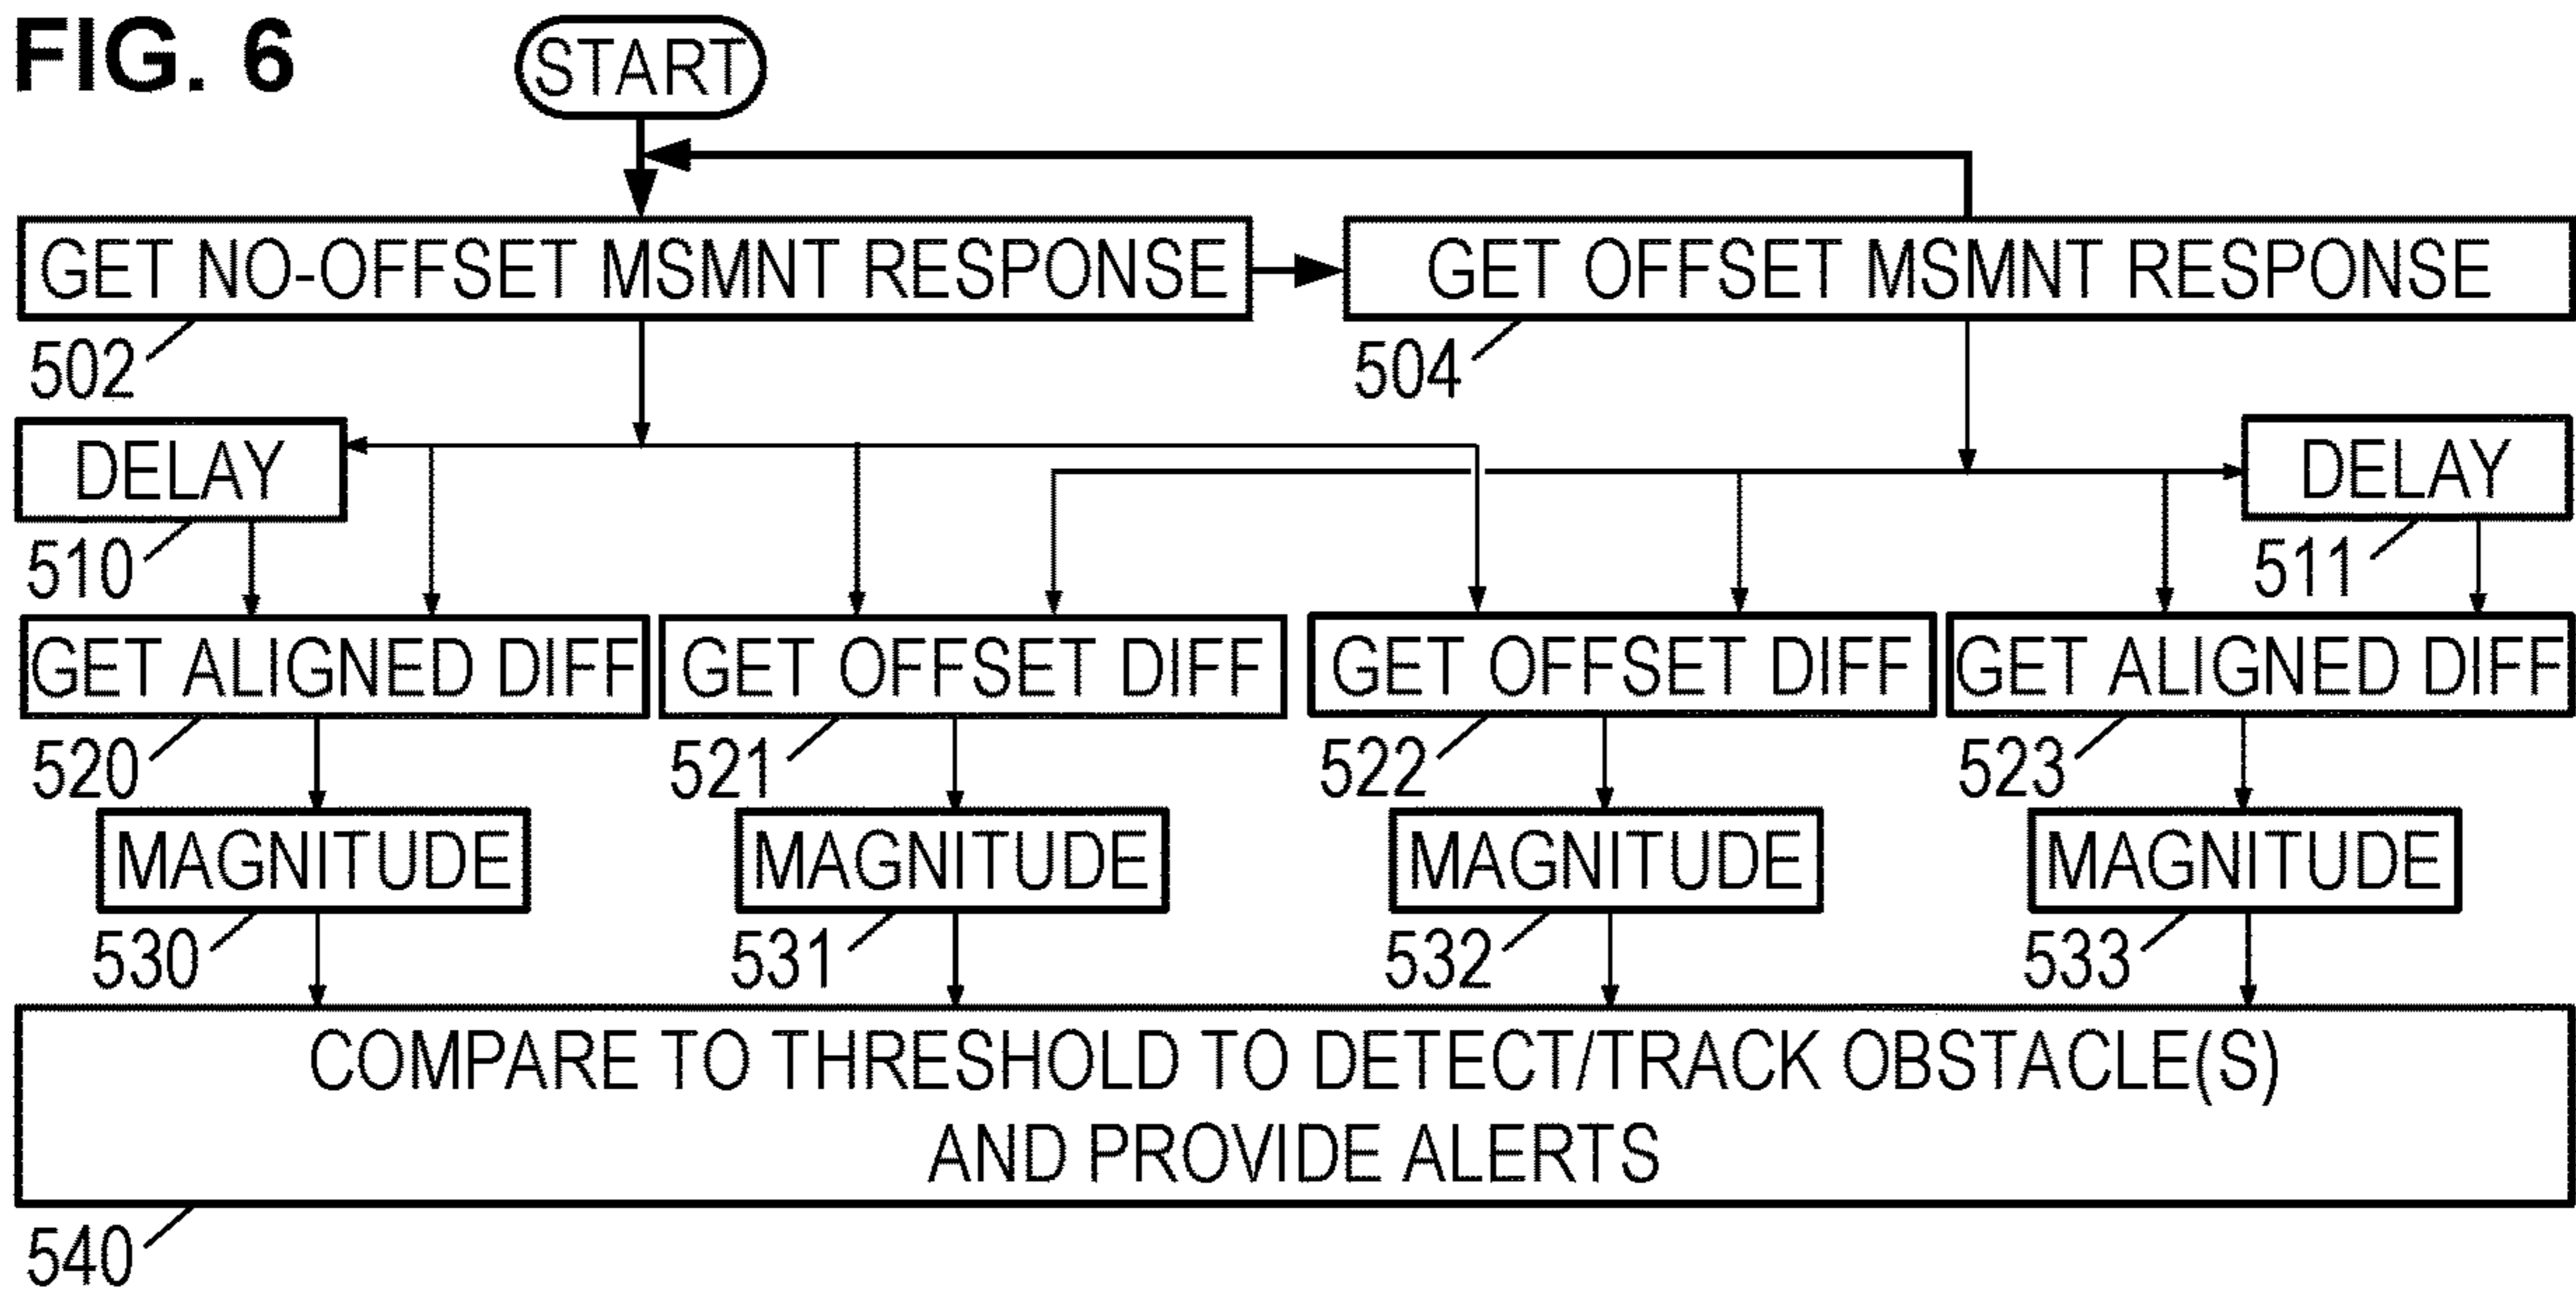 FIG. 6
START
GET NO-OFFSET MSMNT RESPONSE
GET OFFSET MSMNT RESPONSE
502
504
DELAY
DELAY
510
511
GET ALIGNED DIFF
GET OFFSET DIFF
GET OFFSET DIFF
GET ALIGNED DIFF
520
521
522
523
MAGNITUDE
MAGNITUDE
MAGNITUDE
MAGNITUDE
530
531
532
533
COMPARE TO THRESHOLD TO DETECT/TRACK OBSTACLE(S)
AND PROVIDE ALERTS
540